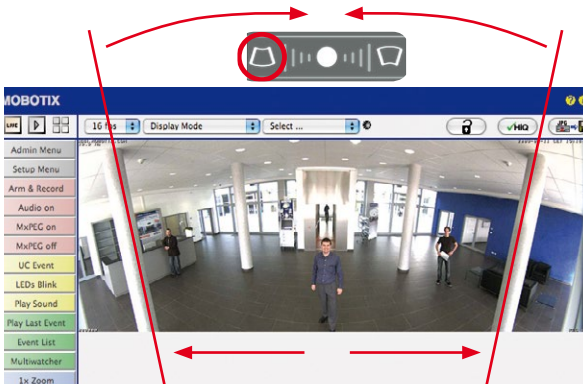 MOBOTIX
LIVE
16 fps Display Mode Select ... HIQ
Admin Menu
Setup Menu
Arm & Record
Audio on
MxPEG on
MxPEG off
UC Event
LEDs Blink
Play Sound
Play Last Event
Event List
Multiwatcher
1x Zoom